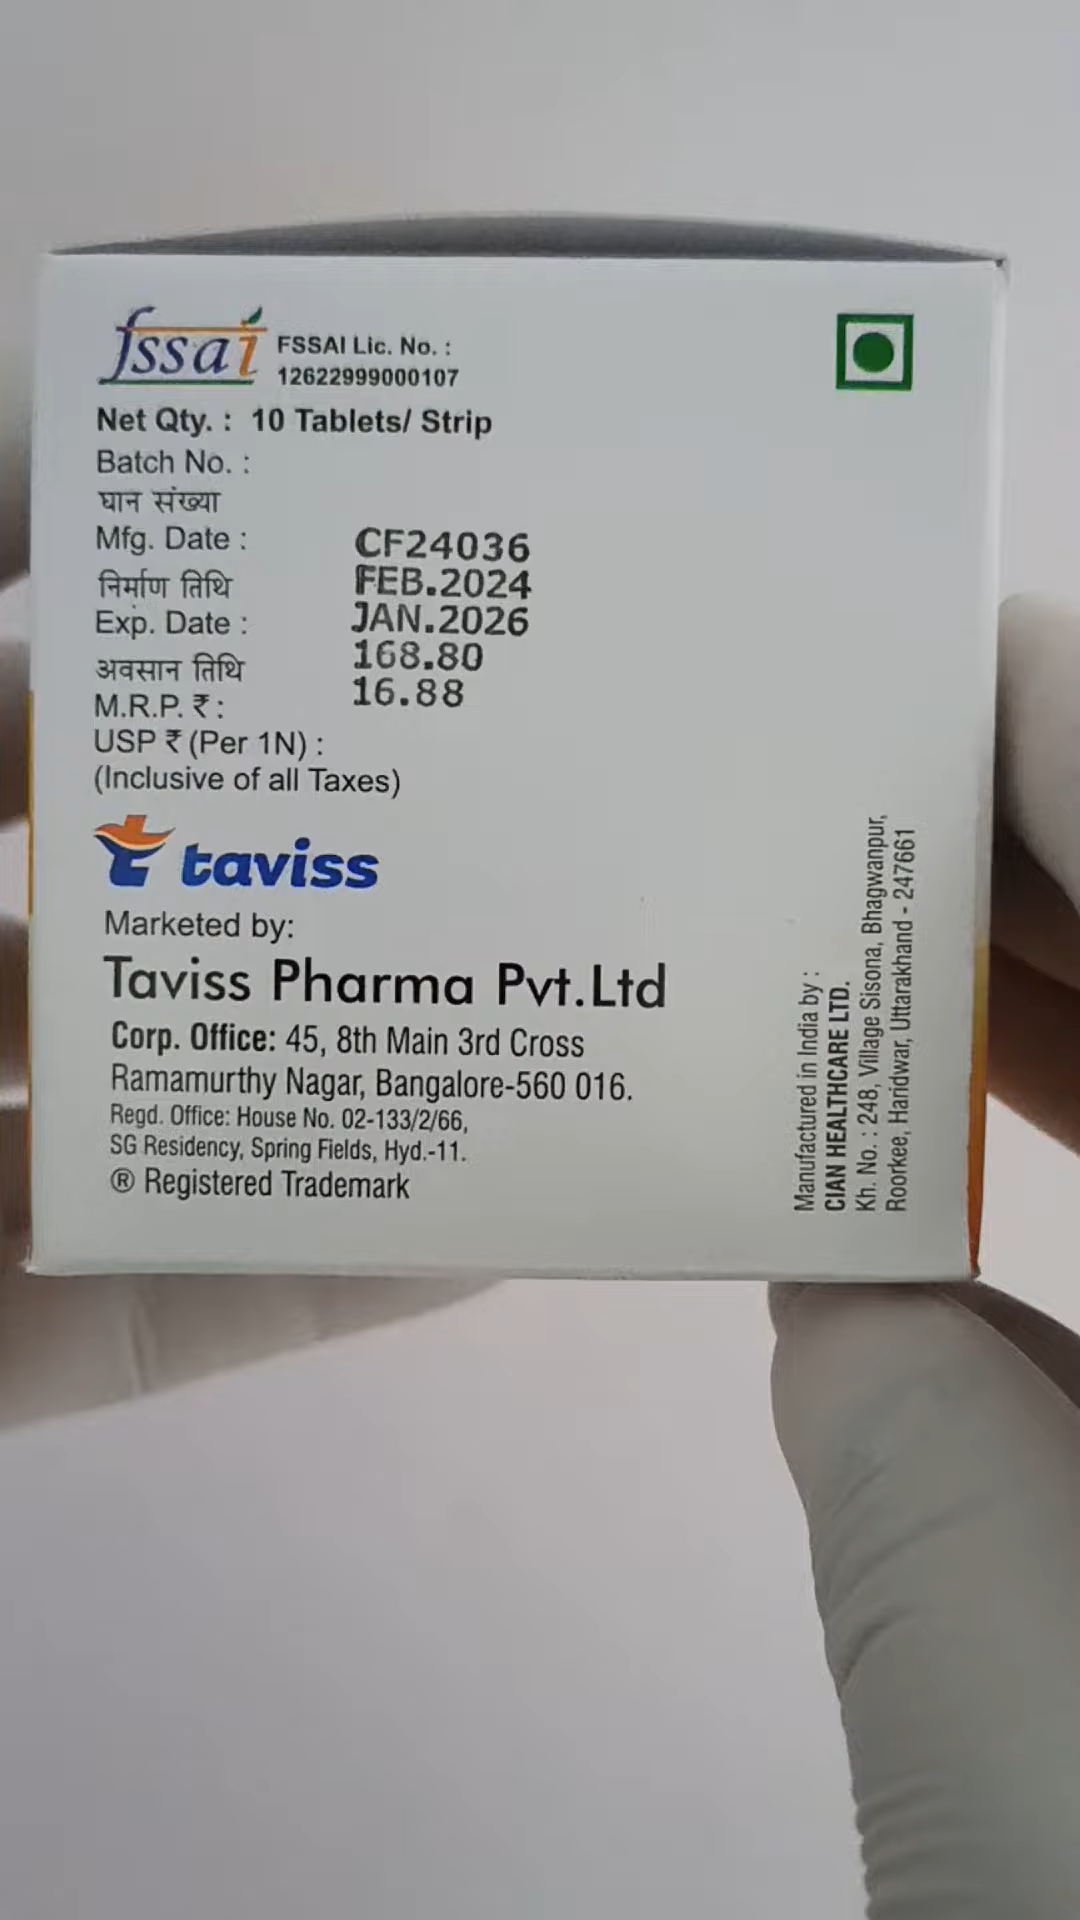 fssai
FSSAI Lic. No. :
12622999000107
Net Qty. : 10 Tablets/ Strip
Batch No. :
घान संख्या
Mfg. Date :
निर्माण तिथि
Exp. Date :
अवसान तिथि
M.R.P. ₹ :
USP ₹ (Per 1N) :
(Inclusive of all Taxes)
CF24036
FEB.2024
JAN.2026
168.80
16.88
taviss
Marketed by:
Taviss Pharma Pvt.Ltd
Corp. Office: 45, 8th Main 3rd Cross
Ramamurthy Nagar, Bangalore-560 016.
Regd. Office: House No. 02-133/2/66,
SG Residency, Spring Fields, Hyd.-11.
® Registered Trademark
Manufactured in India by :
CIAN HEALTHCARE LTD.
Kh. No. : 248, Village Sisona, Bhagwanpur,
Roorkee, Haridwar, Uttarakhand - 247661